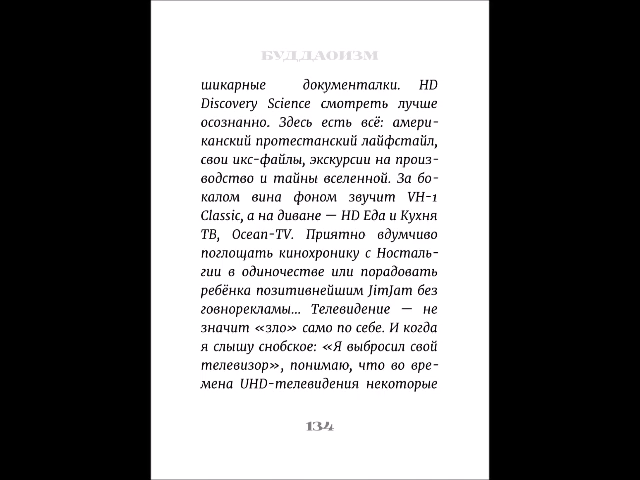 БУДДАОИЗМ
шикарные документалки. HD
Discovery Science смотреть лучше
осознанно. Здесь есть всё: амери-
канский протестанский лайфстайл,
свои икс-файлы, экскурсии на произ-
водство и тайны вселенной. За бо-
калом вина фоном звучит VH-1
Classic, а на диване — HD Еда и Кухня
ТВ, Ocean-TV. Приятно вдумчиво
поглощать кинохронику с Носталь-
гии в одиночестве или порадовать
ребёнка позитивнейшим JimJam без
говнорекламы... Телевидение — не
значит «зло» само по себе. И когда
я слышу снобское: «Я выбросил свой
телевизор», понимаю, что во вре-
мена UHD-телевидения некоторые
134